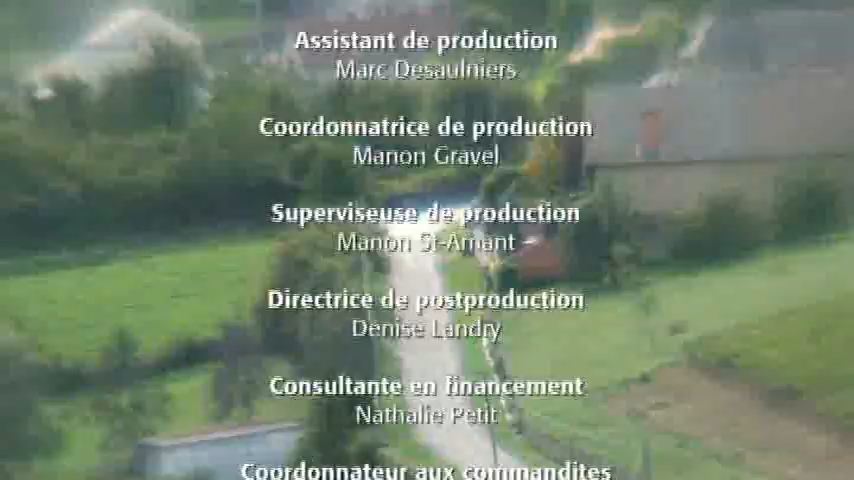 Assistant de production
Marc Desaulniers
Coordonnatrice de production
Manon Gravel
Superviseuse de production
Manon St-Amant
Directrice de postproduction
Denise Landry
Consultante en financement
Nathalie Petit
Coordonnateur aux commandites